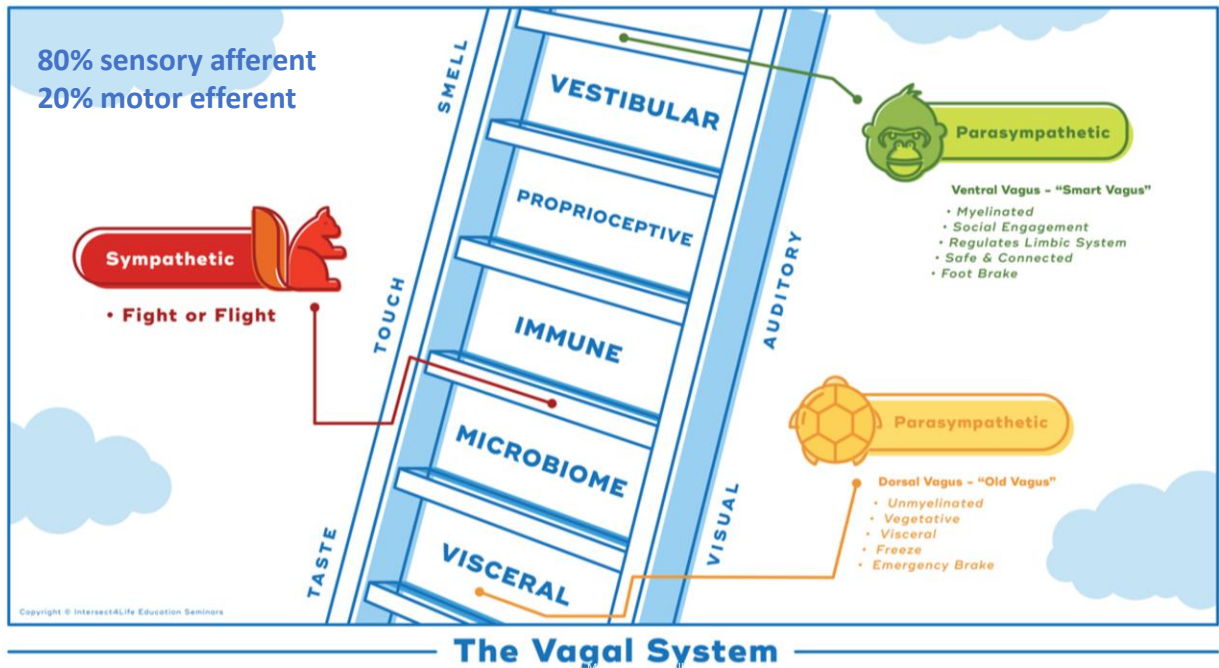 80% sensory afferent
20% motor efferent
SMELL
TOUCH
TASTE
VESTIBULAR
PROPRIOCEPTIVE
IMMUNE
MICROBIOME
VISCERAL
AUDITORY
VISUAL
Sympathetic
• Fight or Flight
Parasympathetic
Ventral Vagus - “Smart Vagus”
• Myelinated
• Social Engagement
• Regulates Limbic System
• Safe & Connected
• Foot Brake
Parasympathetic
Dorsal Vagus - “Old Vagus”
• Unmyelinated
• Vegetative
• Visceral
• Freeze
• Emergency Brake
Copyright © Intersect4Life Education Seminars
The Vagal System